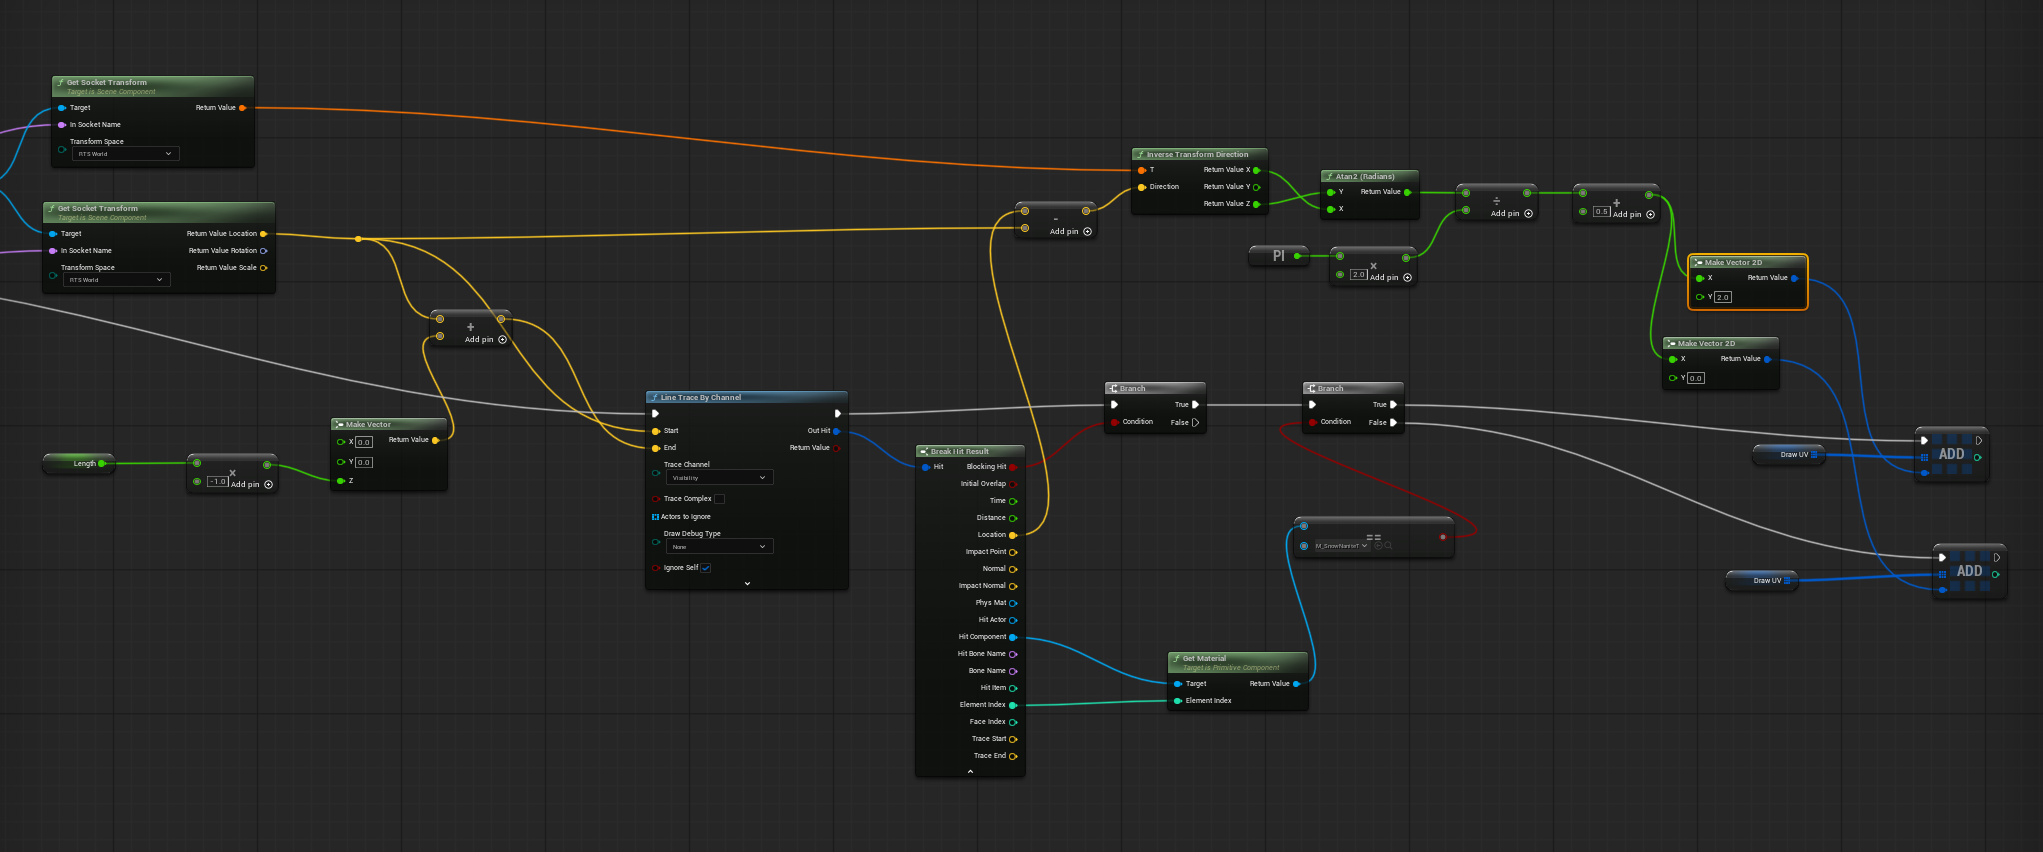 Get Socket Transform
Target is Scene Component
Target
Return Value
In Socket Name
Transform Space
RTS World
Get Socket Transform
Target is Scene Component
Target
Return Value Location
In Socket Name
Return Value Rotation
Transform Space
Return Value Scale
RTS World
+
Add pin
Length
×
-1.0
Add pin
Make Vector
X 0.0
Return Value
Y 0.0
Z
Line Trace By Channel
Start
Out Hit
End
Return Value
Trace Channel
Visibility
Trace Complex
Actors to Ignore
Draw Debug Type
None
Ignore Self
Break Hit Result
Hit
Blocking Hit
Initial Overlap
Time
Distance
Location
Impact Point
Normal
Impact Normal
Phys Mat
Hit Actor
Hit Component
Hit Bone Name
Bone Name
Hit Item
Element Index
Face Index
Trace Start
Trace End
-
Add pin
Inverse Transform Direction
T
Return Value X
Direction
Return Value Y
Return Value Z
Atan2 (Radians)
Y
Return Value
X
PI
×
2.0
Add pin
÷
Add pin
+
0.5
Add pin
Make Vector 2D
X
Return Value
Y 2.0
Make Vector 2D
X
Return Value
Y 0.0
Branch
True
Condition
False
Branch
True
Condition
False
==
M_SnowNaniteT
Get Material
Target is Primitive Component
Target
Return Value
Element Index
Draw UV
ADD
Draw UV
ADD